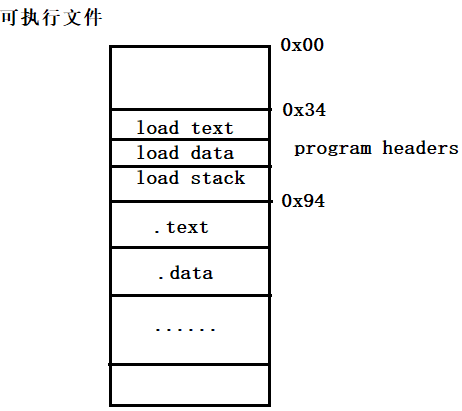 可执行文件
0x00
0x34
load text
load data
program headers
load stack
0x94
.text
.data
......